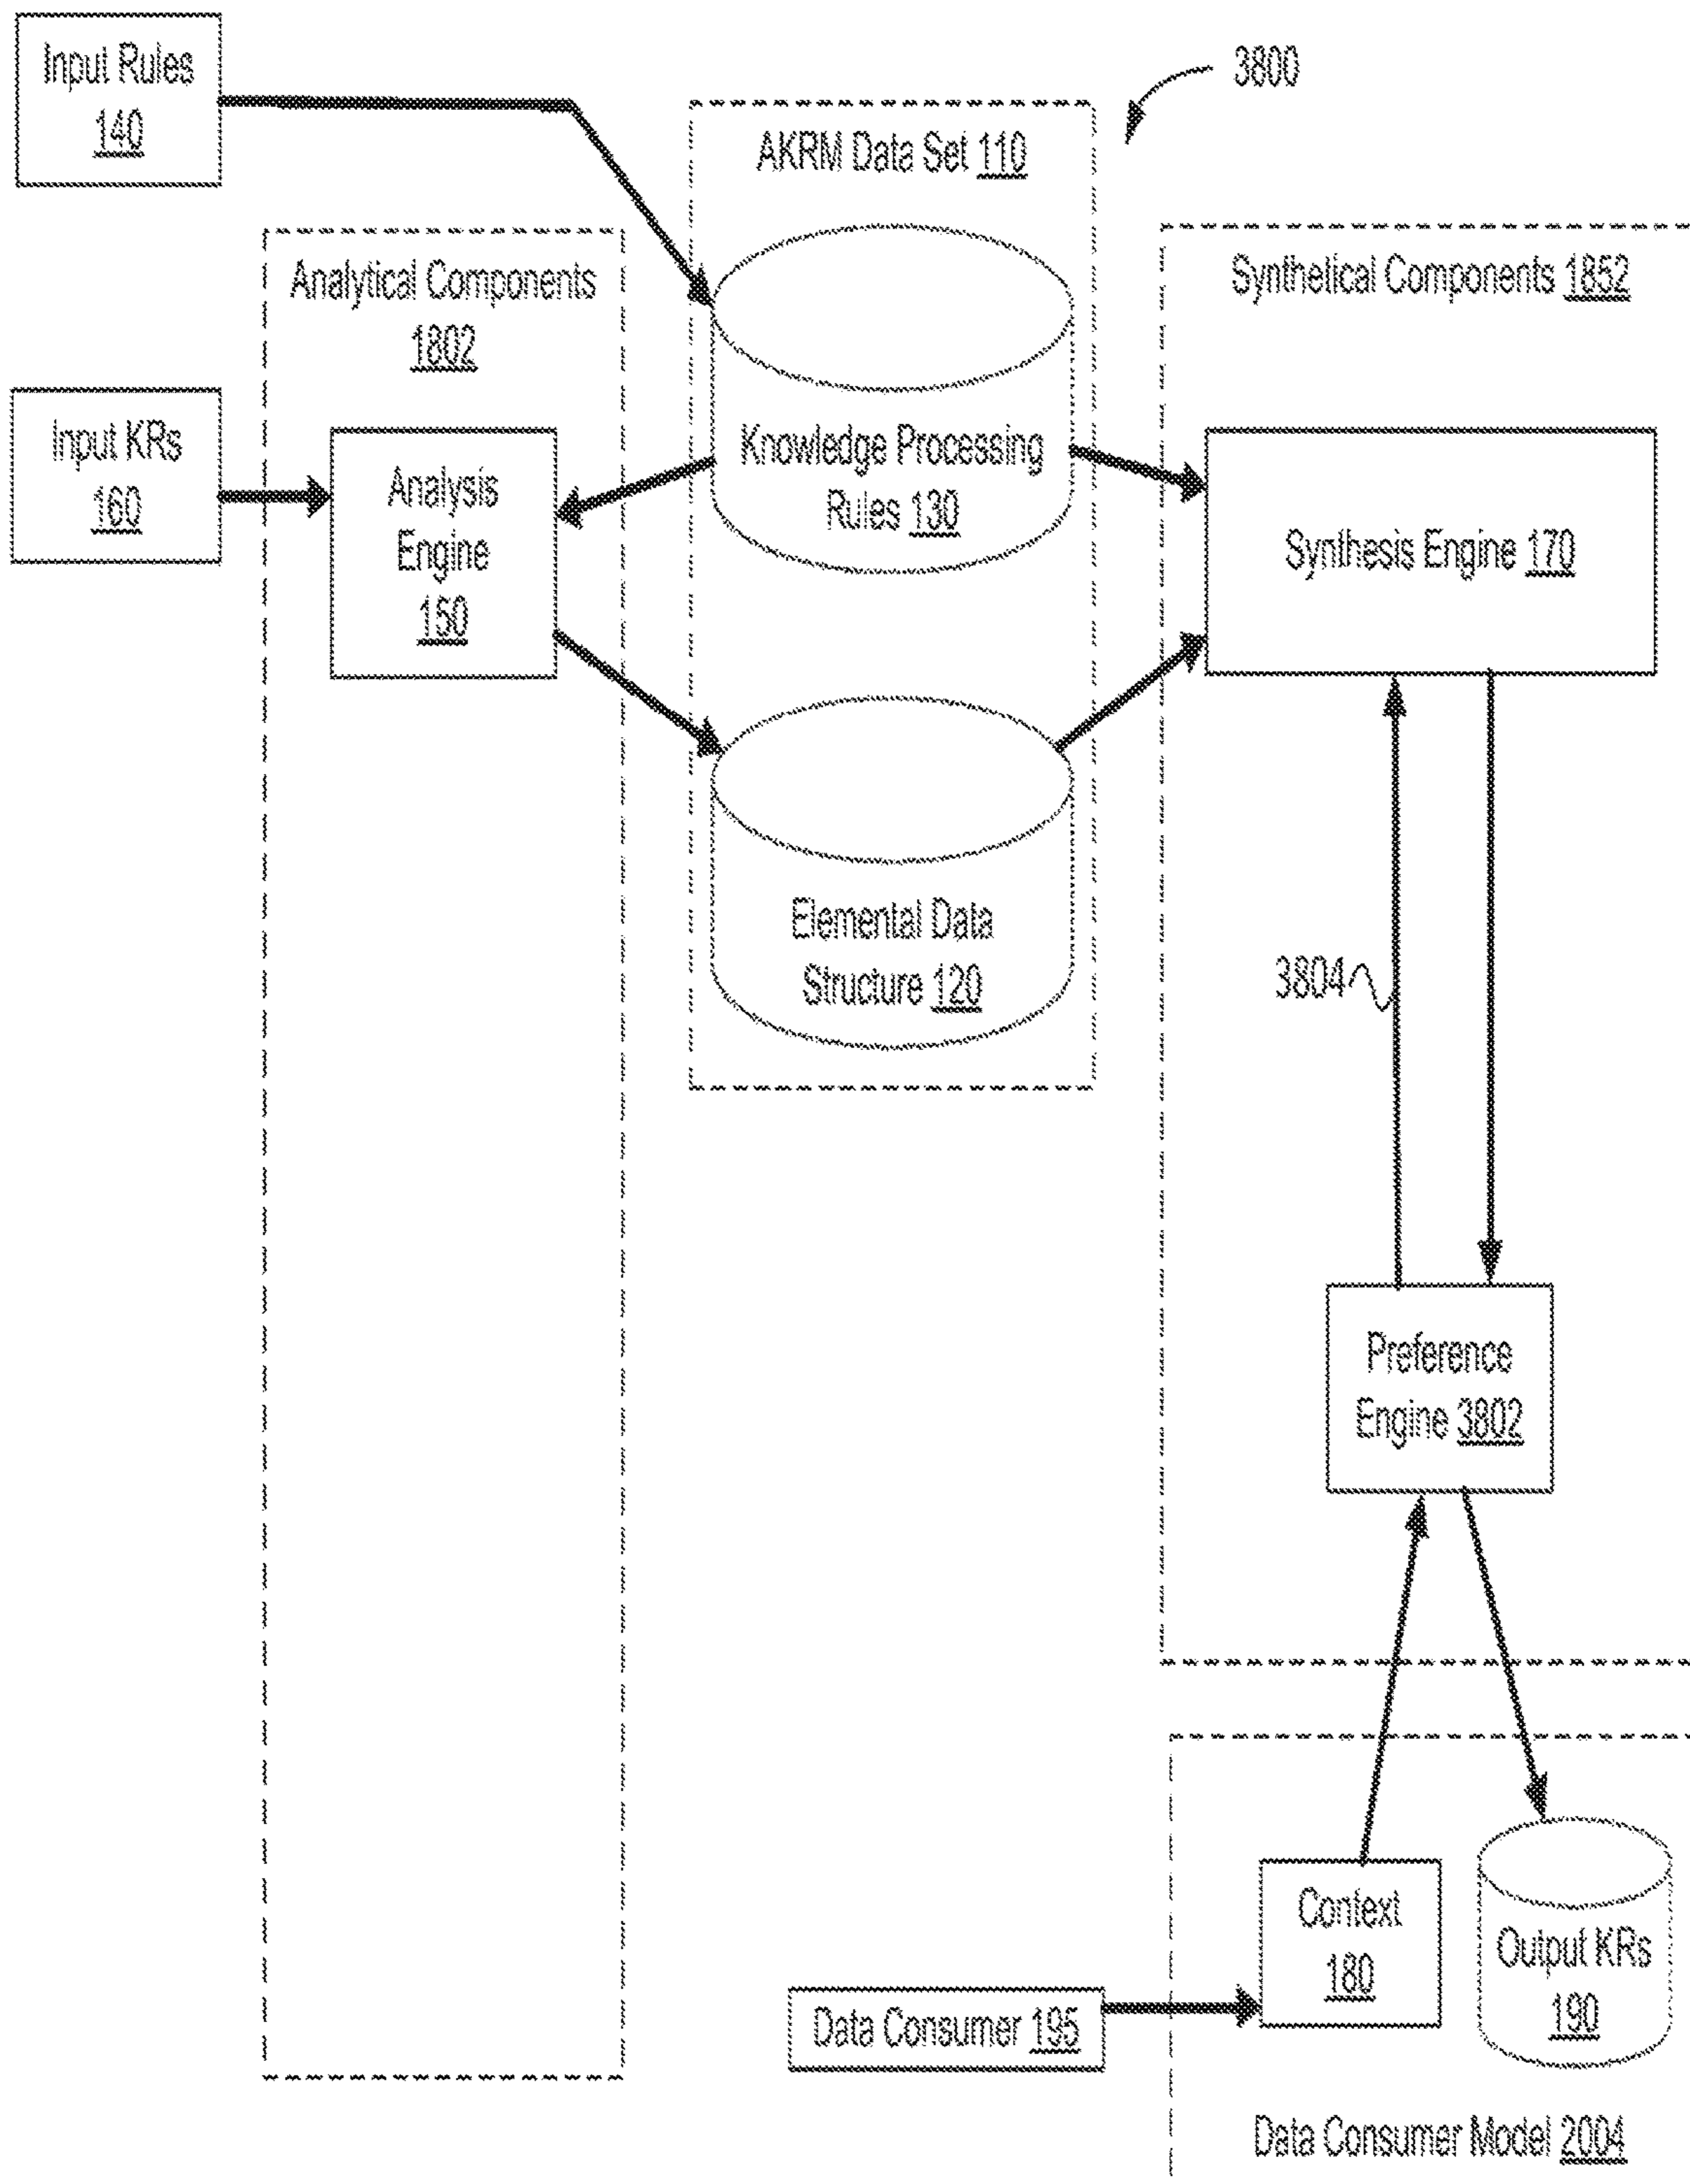 Input Rules
140
3800
AKRM Data Set 110
Analytical Components
1802
Synthetical Components 1852
Input KRs
160
Analysis
Engine
150
Knowledge Processing
Rules 130
Synthesis Engine 170
Elemental Data
Structure 120
3804
Preference
Engine 3802
Context
180
Output KRs
190
Data Consumer 195
Data Consumer Model 2004